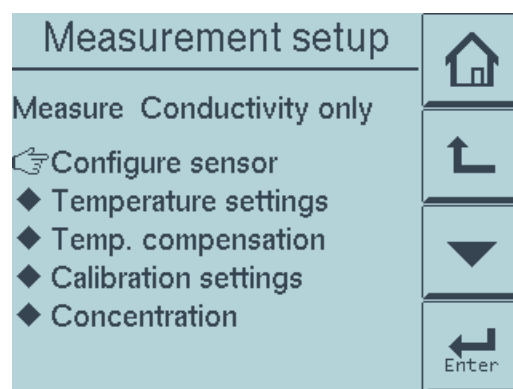 Measurement setup
Measure Conductivity only
Configure sensor
Temperature settings
Temp. compensation
Calibration settings
Concentration
Enter